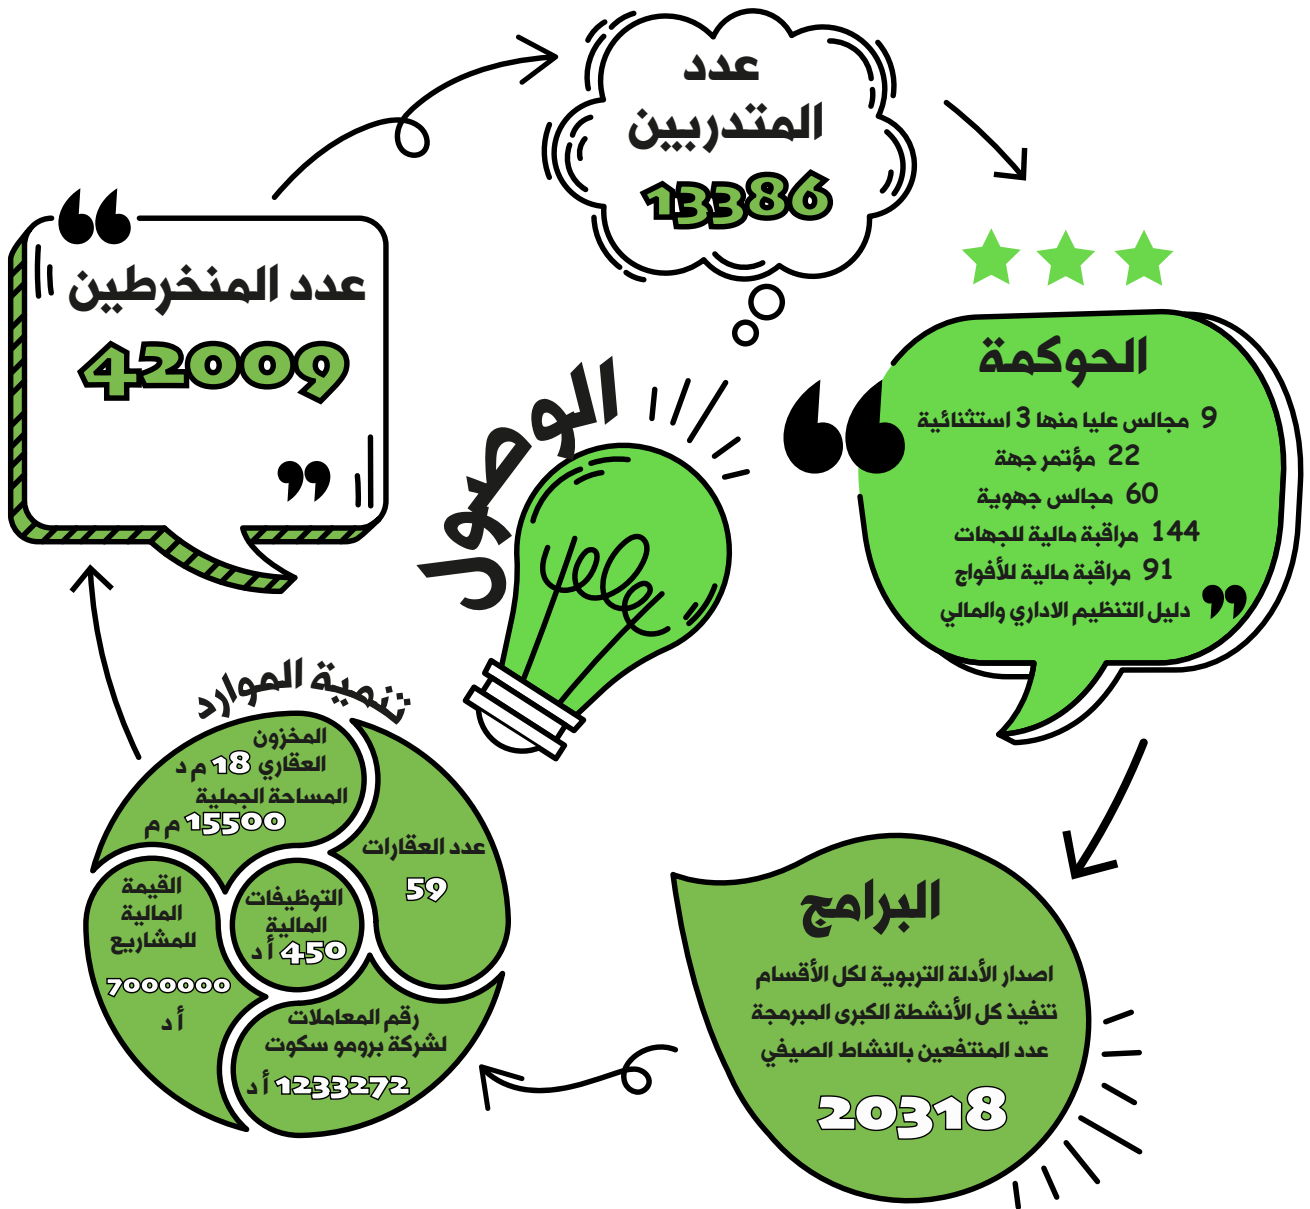 عدد
المتدربين
13386
عدد المنخرطين
42009
الوصول
الحوكمة
9 مجالس عليا منها 3 استثنائية
22 مؤتمر جهة
60 مجالس جهوية
144 مراقبة مالية للجهات
91 مراقبة مالية للأفواج
دليل التنظيم الاداري والمالي
البرامج
اصدار الأدلة التربوية لكل الأقسام
تنفيذ كل الأنشطة الكبرى المبرمجة
عدد المنتفعين بالنشاط الصيفي
20318
تنمية الموارد
المخزون
العقاري 18 م د
المساحة الجملية
15500 م م
عدد العقارات
59
التوظيفات
المالية
450 أ د
القيمة
المالية
للمشاريع
7000000
أ د
رقم المعاملات
لشركة برومو سكوت
1233272 أ د